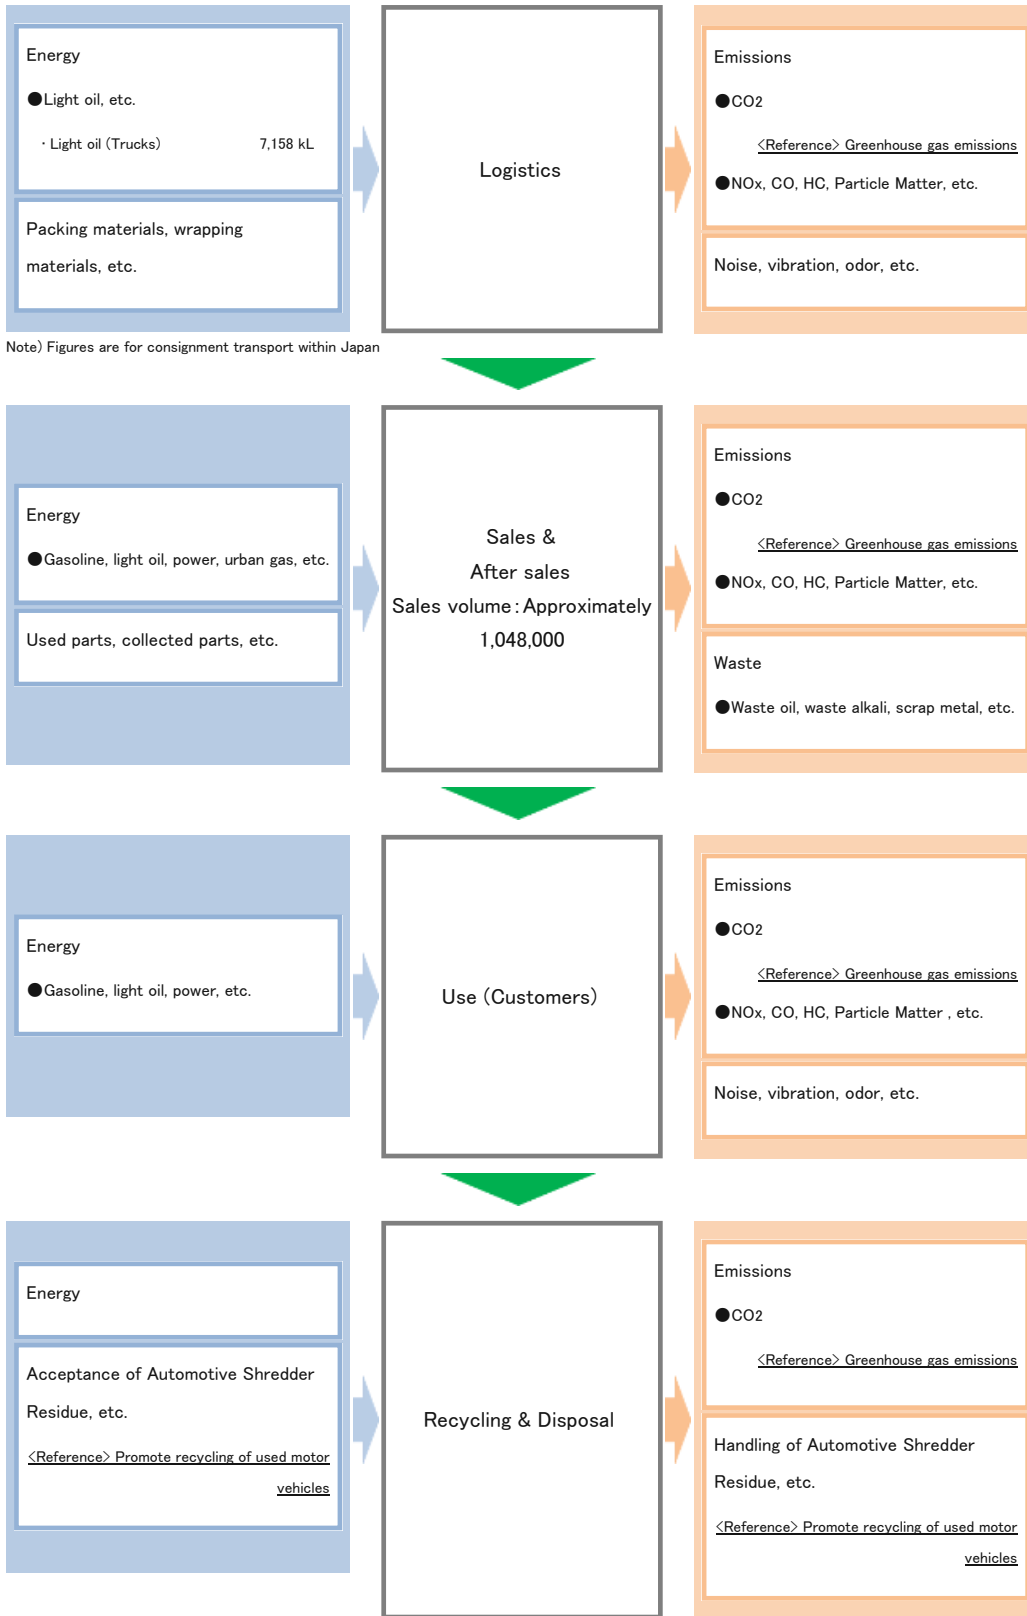 Energy
●Light oil, etc.
・Light oil (Trucks) 7,158 kL
Packing materials, wrapping
materials, etc.
Logistics
Emissions
●CO2
<Reference> Greenhouse gas emissions
●NOx, CO, HC, Particle Matter, etc.
Noise, vibration, odor, etc.
Note) Figures are for consignment transport within Japan
Energy
●Gasoline, light oil, power, urban gas, etc.
Used parts, collected parts, etc.
Sales &
After sales
Sales volume：Approximately
1,048,000
Emissions
●CO2
<Reference> Greenhouse gas emissions
●NOx, CO, HC, Particle Matter, etc.
Waste
●Waste oil, waste alkali, scrap metal, etc.
Energy
●Gasoline, light oil, power, etc.
Use (Customers)
Emissions
●CO2
<Reference> Greenhouse gas emissions
●NOx, CO, HC, Particle Matter , etc.
Noise, vibration, odor, etc.
Energy
Acceptance of Automotive Shredder
Residue, etc.
<Reference> Promote recycling of used motor
vehicles
Recycling & Disposal
Emissions
●CO2
<Reference> Greenhouse gas emissions
Handling of Automotive Shredder
Residue, etc.
<Reference> Promote recycling of used motor
vehicles